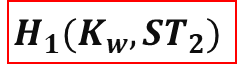 H₁(K_w, ST₂)